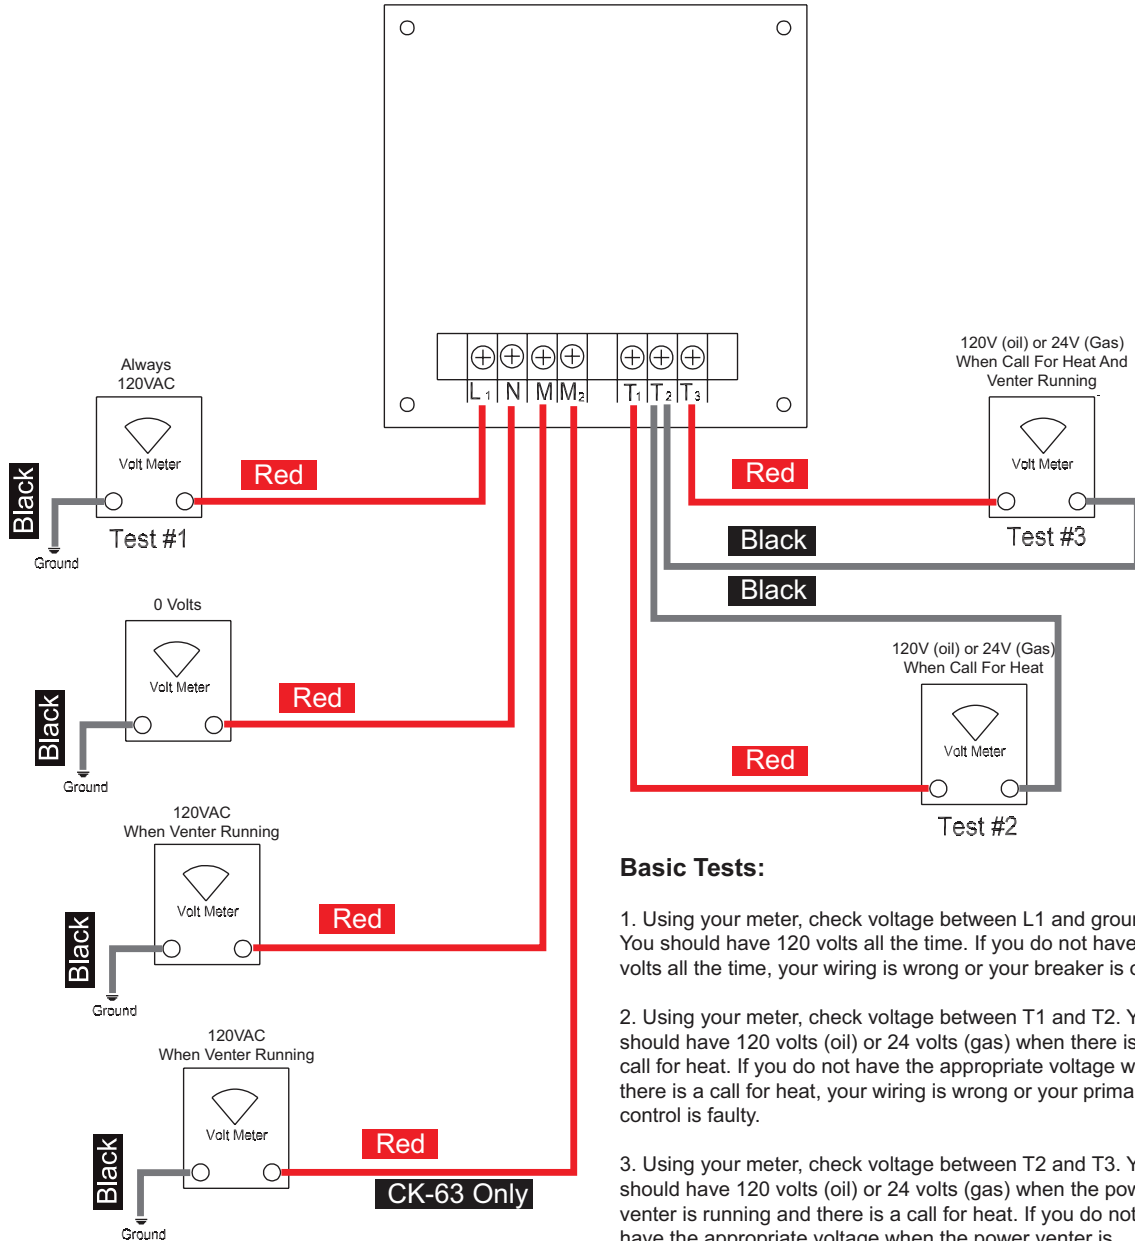 L1 N M M2 T1 T2 T3
Always
120VAC
Volt Meter
Black
Red
Ground
Test #1
0 Volts
Volt Meter
Black
Red
Ground
120VAC
When Venter Running
Volt Meter
Black
Red
Ground
120VAC
When Venter Running
Volt Meter
Black
Red
CK-63 Only
Ground
120V (oil) or 24V (Gas)
When Call For Heat And
Venter Running
Volt Meter
Red
Black
Test #3
Black
120V (oil) or 24V (Gas)
When Call For Heat
Volt Meter
Red
Test #2
Basic Tests:
1. Using your meter, check voltage between L1 and
You should have 120 volts all the time. If you do not have
volts all the time, your wiring is wrong or your breaker is
2. Using your meter, check voltage between T1 and T2.
should have 120 volts (oil) or 24 volts (gas) when there is
call for heat. If you do not have the appropriate voltage
there is a call for heat, your wiring is wrong or your
control is faulty.
3. Using your meter, check voltage between T2 and T3.
should have 120 volts (oil) or 24 volts (gas) when the
venter is running and there is a call for heat. If you do not
have the appropriate voltage when the power venter is